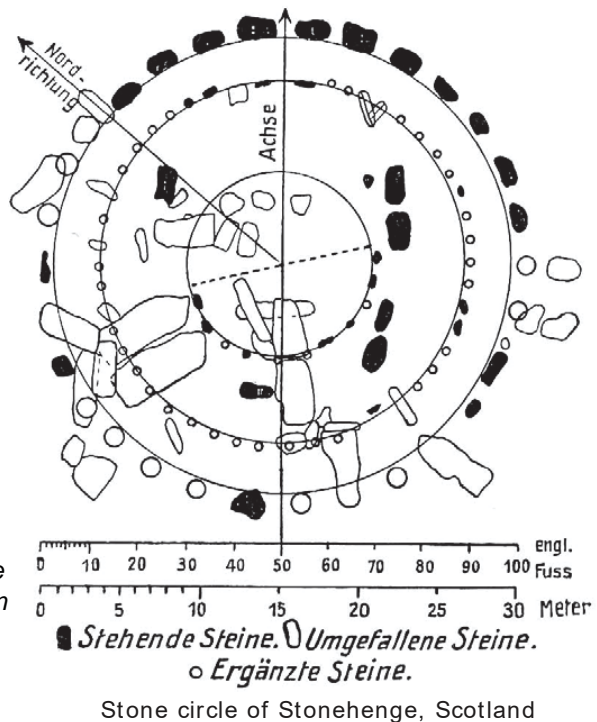 Nord-
richtung
Achse
0 10 20 30 40 50 60 70 80 90 100 engl. Fuss
0 5 10 15 20 25 30 Meter
Stehende Steine. Umgefallene Steine.
Ergänzte Steine.
Stone circle of Stonehenge, Scotland